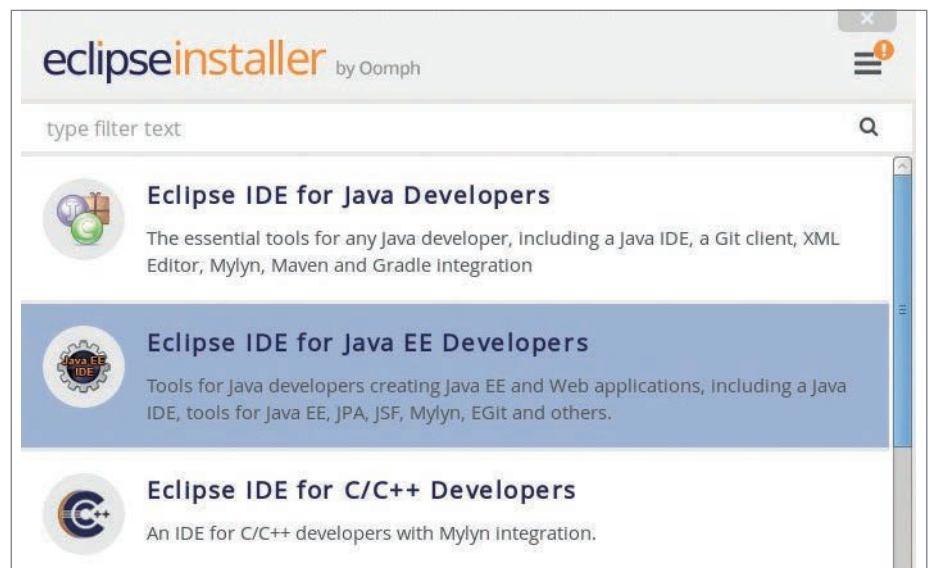 eclipseinstaller by Oomph
type filter text
Eclipse IDE for Java Developers
The essential tools for any Java developer, including a Java IDE, a Git client, XML
Editor, Mylyn, Maven and Gradle integration
Java EE
IDE
Eclipse IDE for Java EE Developers
Tools for Java developers creating Java EE and Web applications, including a Java
IDE, tools for Java EE, JPA, JSF, Mylyn, EGit and others.
Eclipse IDE for C/C++ Developers
An IDE for C/C++ developers with Mylyn integration.